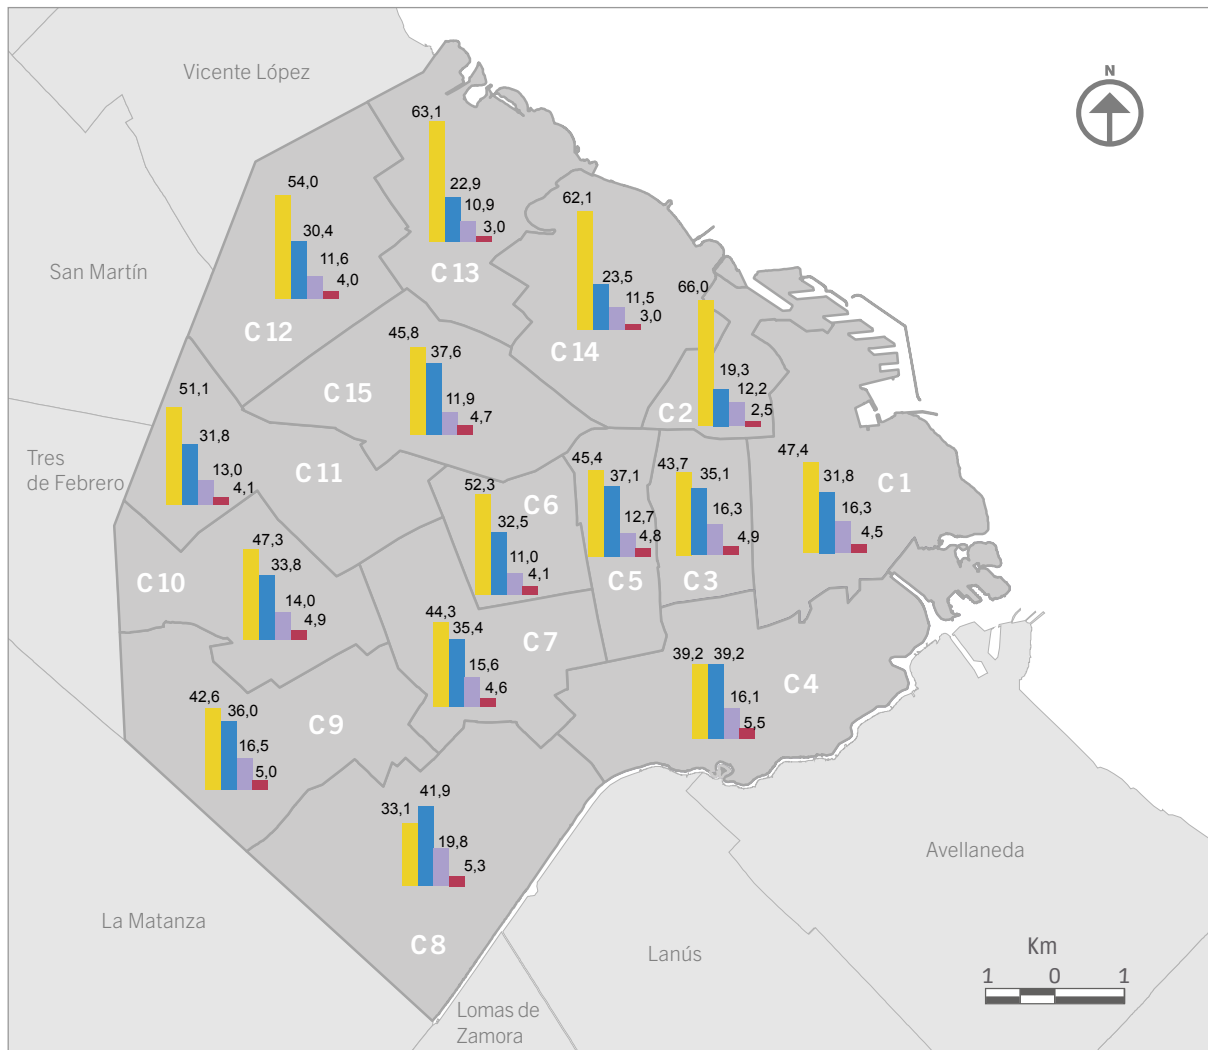 N
Vicente López
63,1
22,9
10,9
3,0
C 13
54,0
30,4
11,6
4,0
C 12
62,1
23,5
11,5
3,0
C 14
San Martín
66,0
19,3
12,2
2,5
C2
45,8
37,6
11,9
4,7
C 15
51,1
31,8
13,0
4,1
C 11
Tres
de Febrero
47,4
31,8
16,3
4,5
C 1
43,7
35,1
16,3
4,9
C 3
45,4
37,1
12,7
4,8
C 5
52,3
32,5
11,0
4,1
C 6
47,3
33,8
14,0
4,9
C 10
44,3
35,4
15,6
4,6
C 7
39,2
39,2
16,1
5,5
C 4
42,6
36,0
16,5
5,0
C 9
33,1
41,9
19,8
5,3
C 8
Avellaneda
La Matanza
Lanús
Lomas de
Zamora
Km
1 0 1